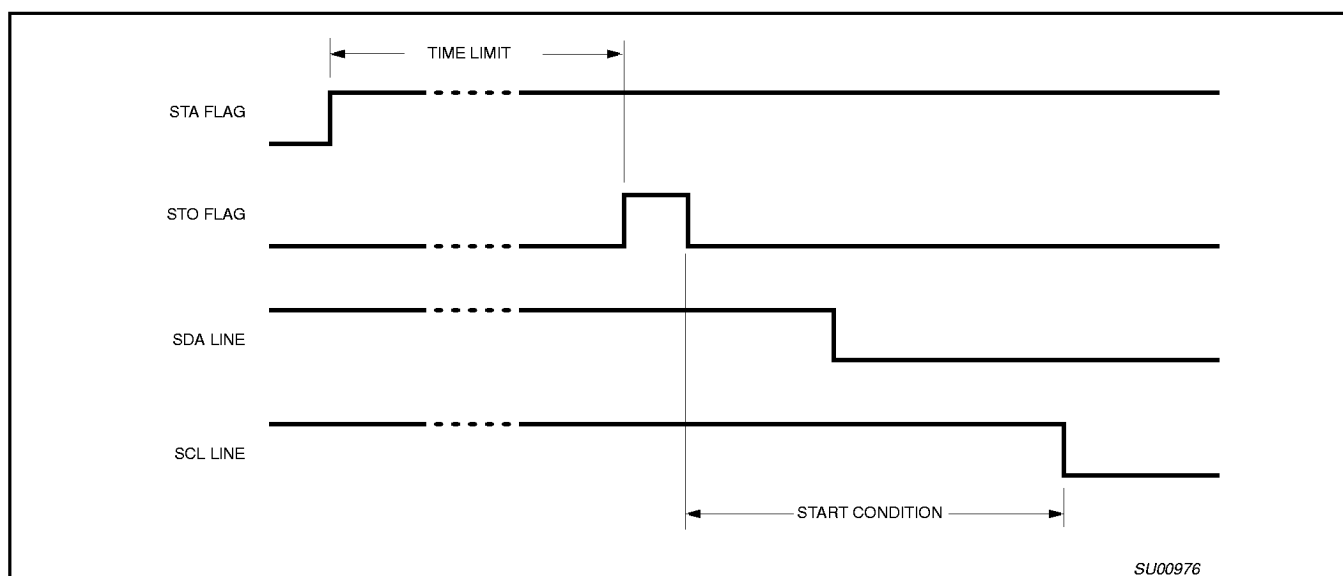 TIME LIMIT
STA FLAG
STO FLAG
SDA LINE
SCL LINE
START CONDITION
SU00976